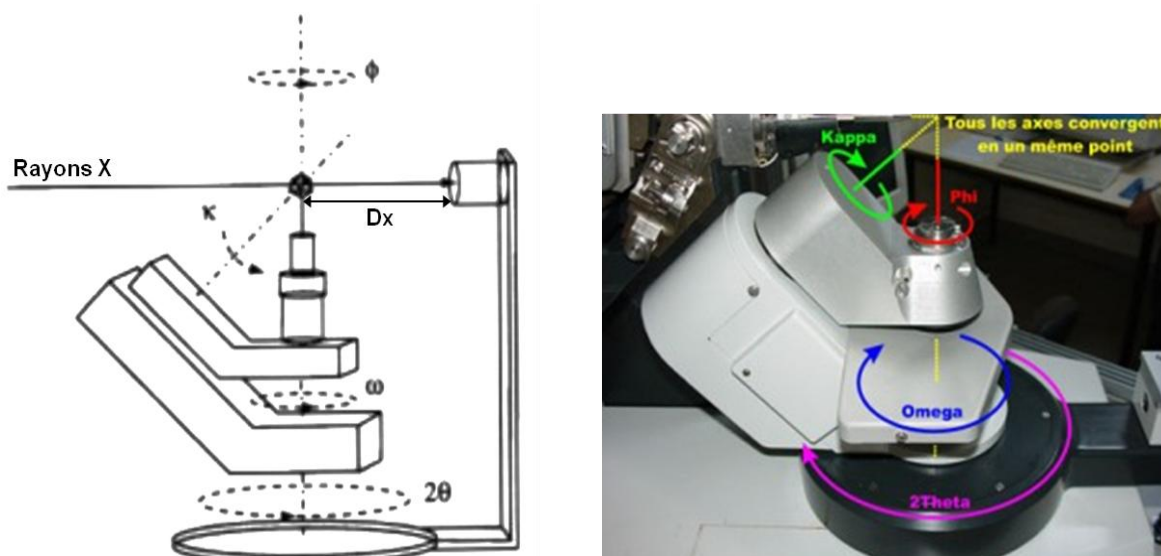 ϕ
Rayons X
Dx
κ
ω
2θ
Tous les axes convergent
en un même point
Kappa
Phi
Omega
2Theta